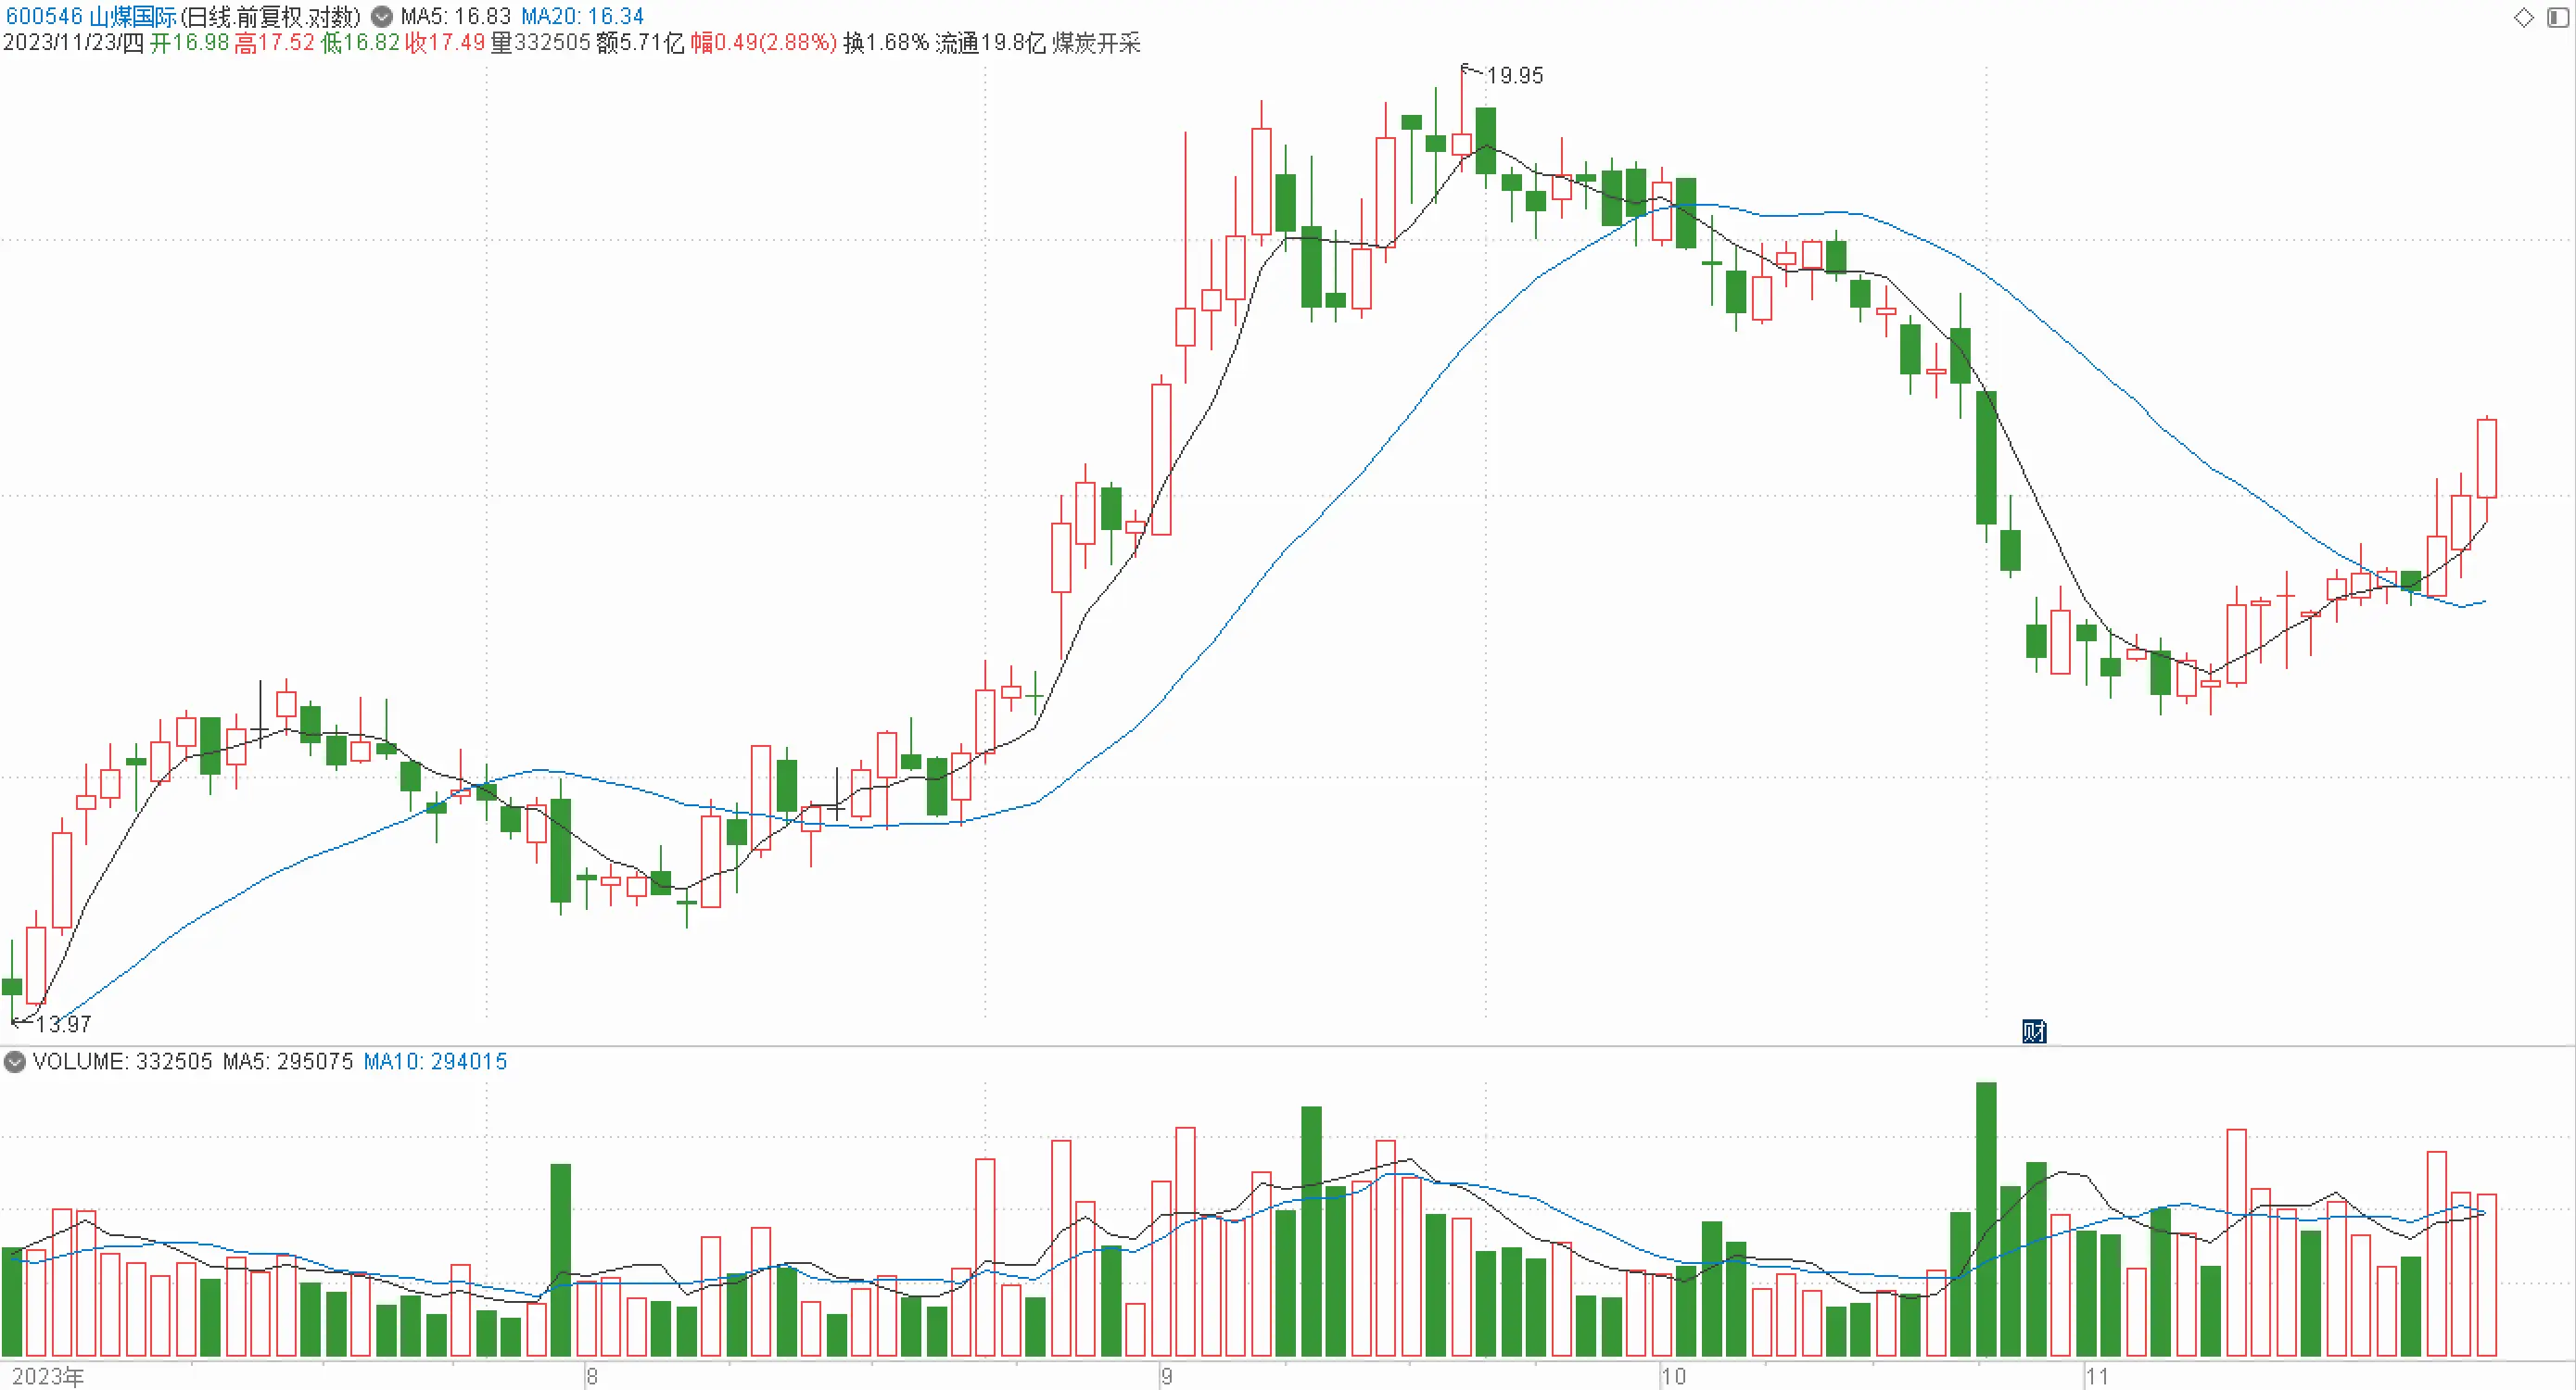 600546 山煤国际(日线.前复权.对数) MA5: 16.83 MA20: 16.34
2023/11/23/四 开16.98 高17.52 低16.82 收17.49 量332505 额5.71亿 幅0.49(2.88%) 换1.68% 流通19.8亿 煤炭开采
19.95
13.97
财
VOLUME: 332505 MA5: 295075 MA10: 294015
2023年 8 9 10 11